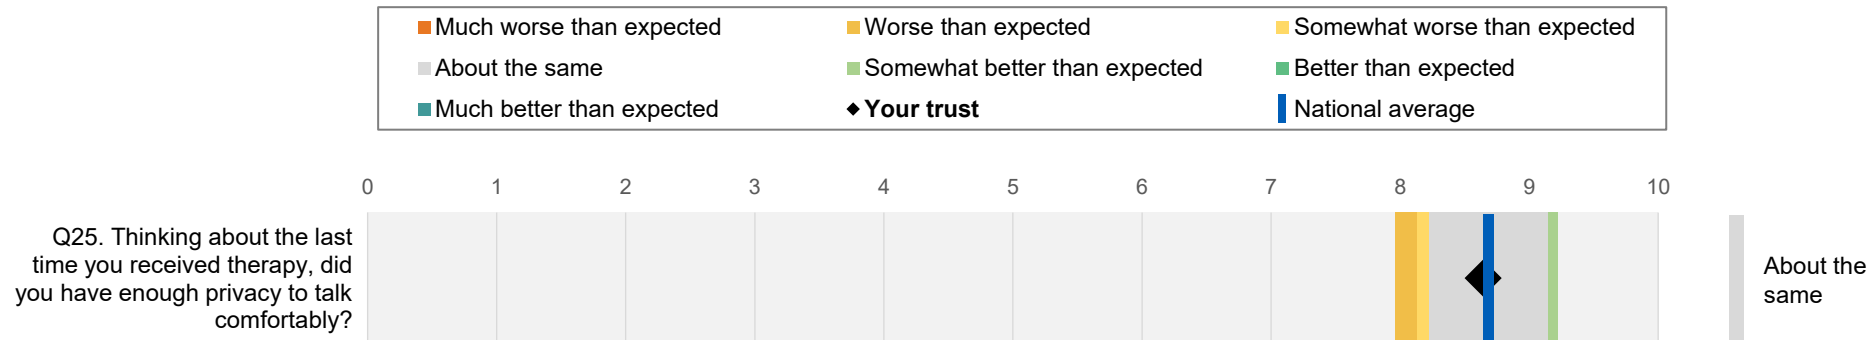 Much worse than expected
Worse than expected
Somewhat worse than expected
About the same
Somewhat better than expected
Better than expected
Much better than expected
Your trust
National average
0 1 2 3 4 5 6 7 8 9 10
Q25. Thinking about the last
time you received therapy, did
you have enough privacy to talk
comfortably?
About the
same